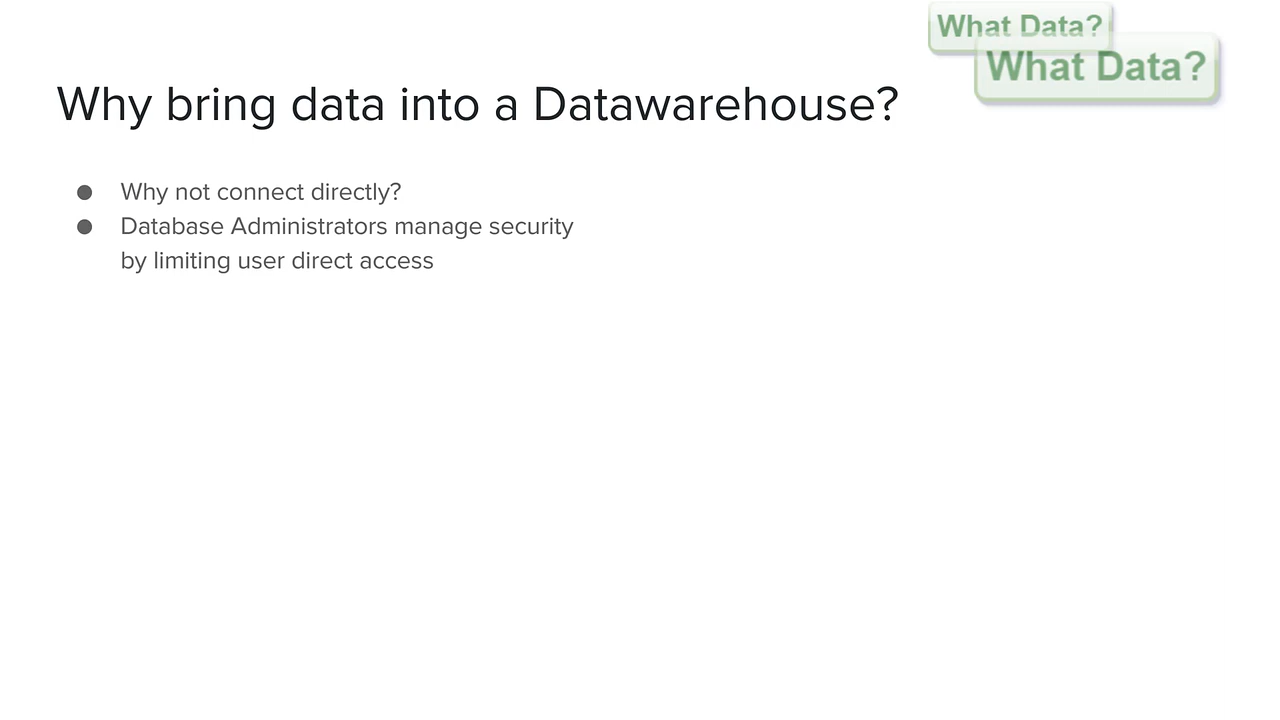 What Data?
What Data?
Why bring data into a Datawarehouse?
● Why not connect directly?
● Database Administrators manage security
by limiting user direct access